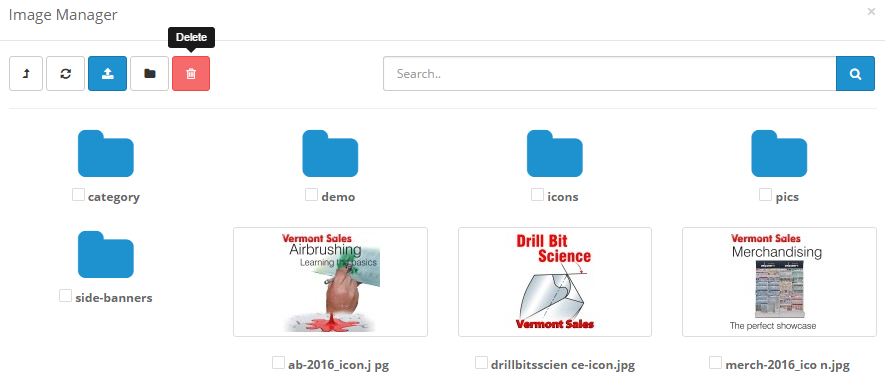 Image Manager
×
Delete
Search..
category
demo
icons
pics
side-banners
Vermont Sales
Airbrushing
Learning the basics
ab-2016_icon.j pg
Drill Bit
Science
Vermont Sales
drillbitsscien ce-icon.jpg
Vermont Sales
Merchandising
The perfect showcase
merch-2016_ico n.jpg